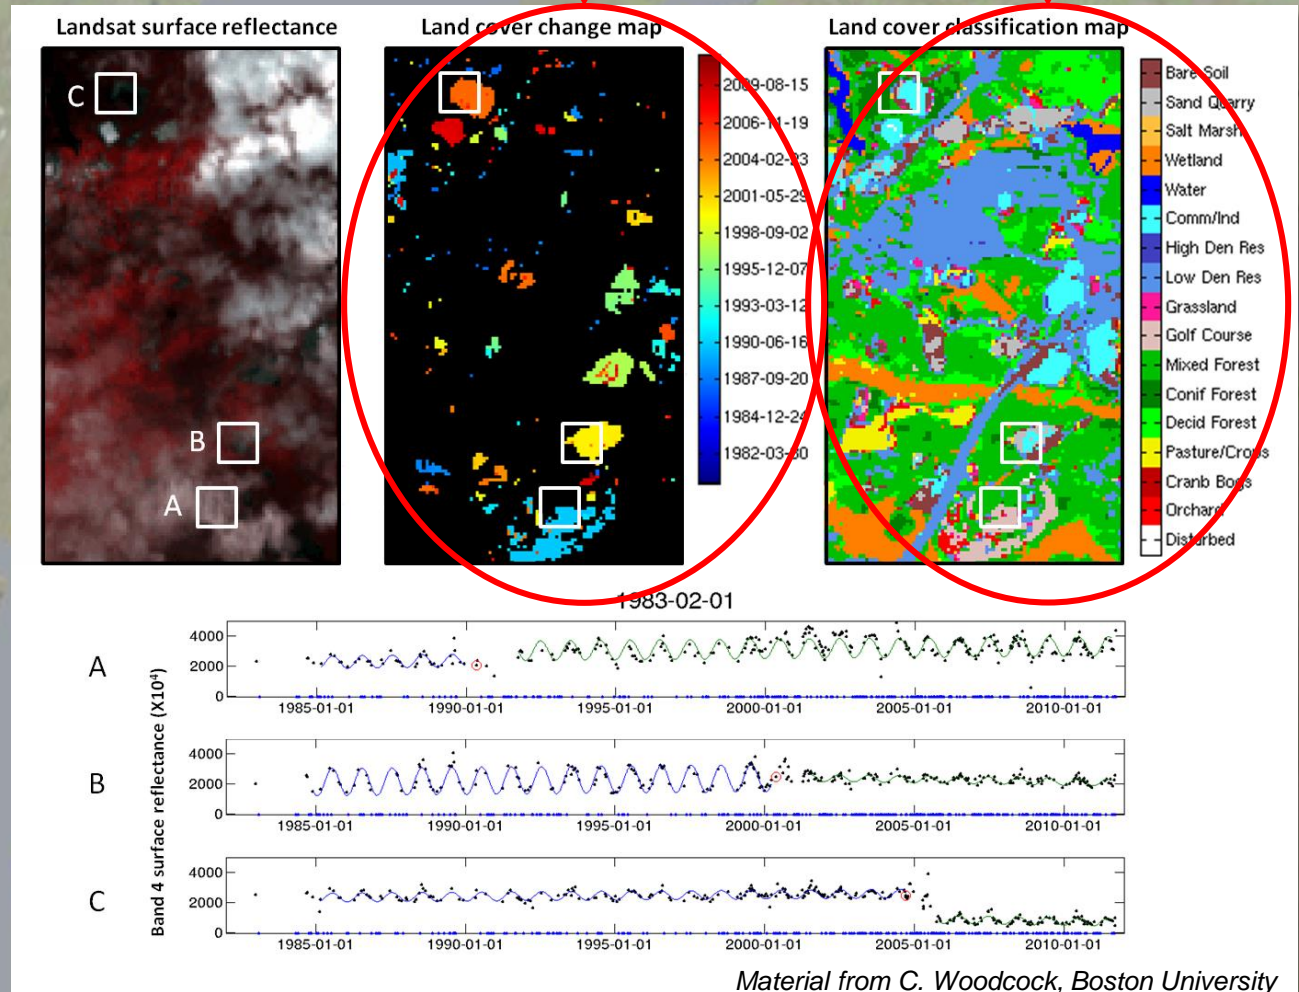 Landsat surface reflectance
Land cover change map
Land cover classification map
C
B
A
2009-08-15
2006-11-19
2004-02-23
2001-05-29
1998-09-02
1995-12-07
1993-03-12
1990-06-16
1987-09-20
1984-12-24
1982-03-30
Bare Soil
Sand Quarry
Salt Marsh
Wetland
Water
Comm/Ind
High Den Res
Low Den Res
Grassland
Golf Course
Mixed Forest
Conif Forest
Decid Forest
Pasture/Crops
Cranb Bogs
Orchard
Disturbed
1983-02-01
Band 4 surface reflectance (X10⁴)
A
4000
2000
0
1985-01-01 1990-01-01 1995-01-01 2000-01-01 2005-01-01 2010-01-01
B
4000
2000
0
1985-01-01 1990-01-01 1995-01-01 2000-01-01 2005-01-01 2010-01-01
C
4000
2000
0
1985-01-01 1990-01-01 1995-01-01 2000-01-01 2005-01-01 2010-01-01
Material from C. Woodcock, Boston University